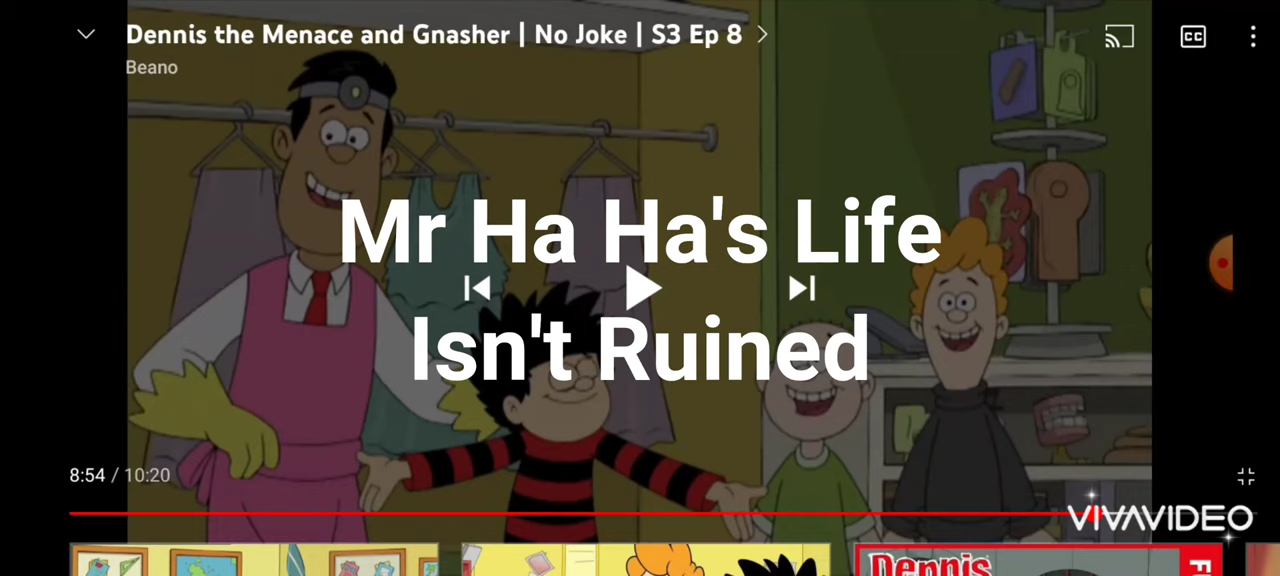 Dennis the Menace and Gnasher | No Joke | S3 Ep 8
Beano
CC
Mr Ha Ha's Life
Isn't Ruined
8:54 / 10:20
VIVAVIDEO
Dennis
F